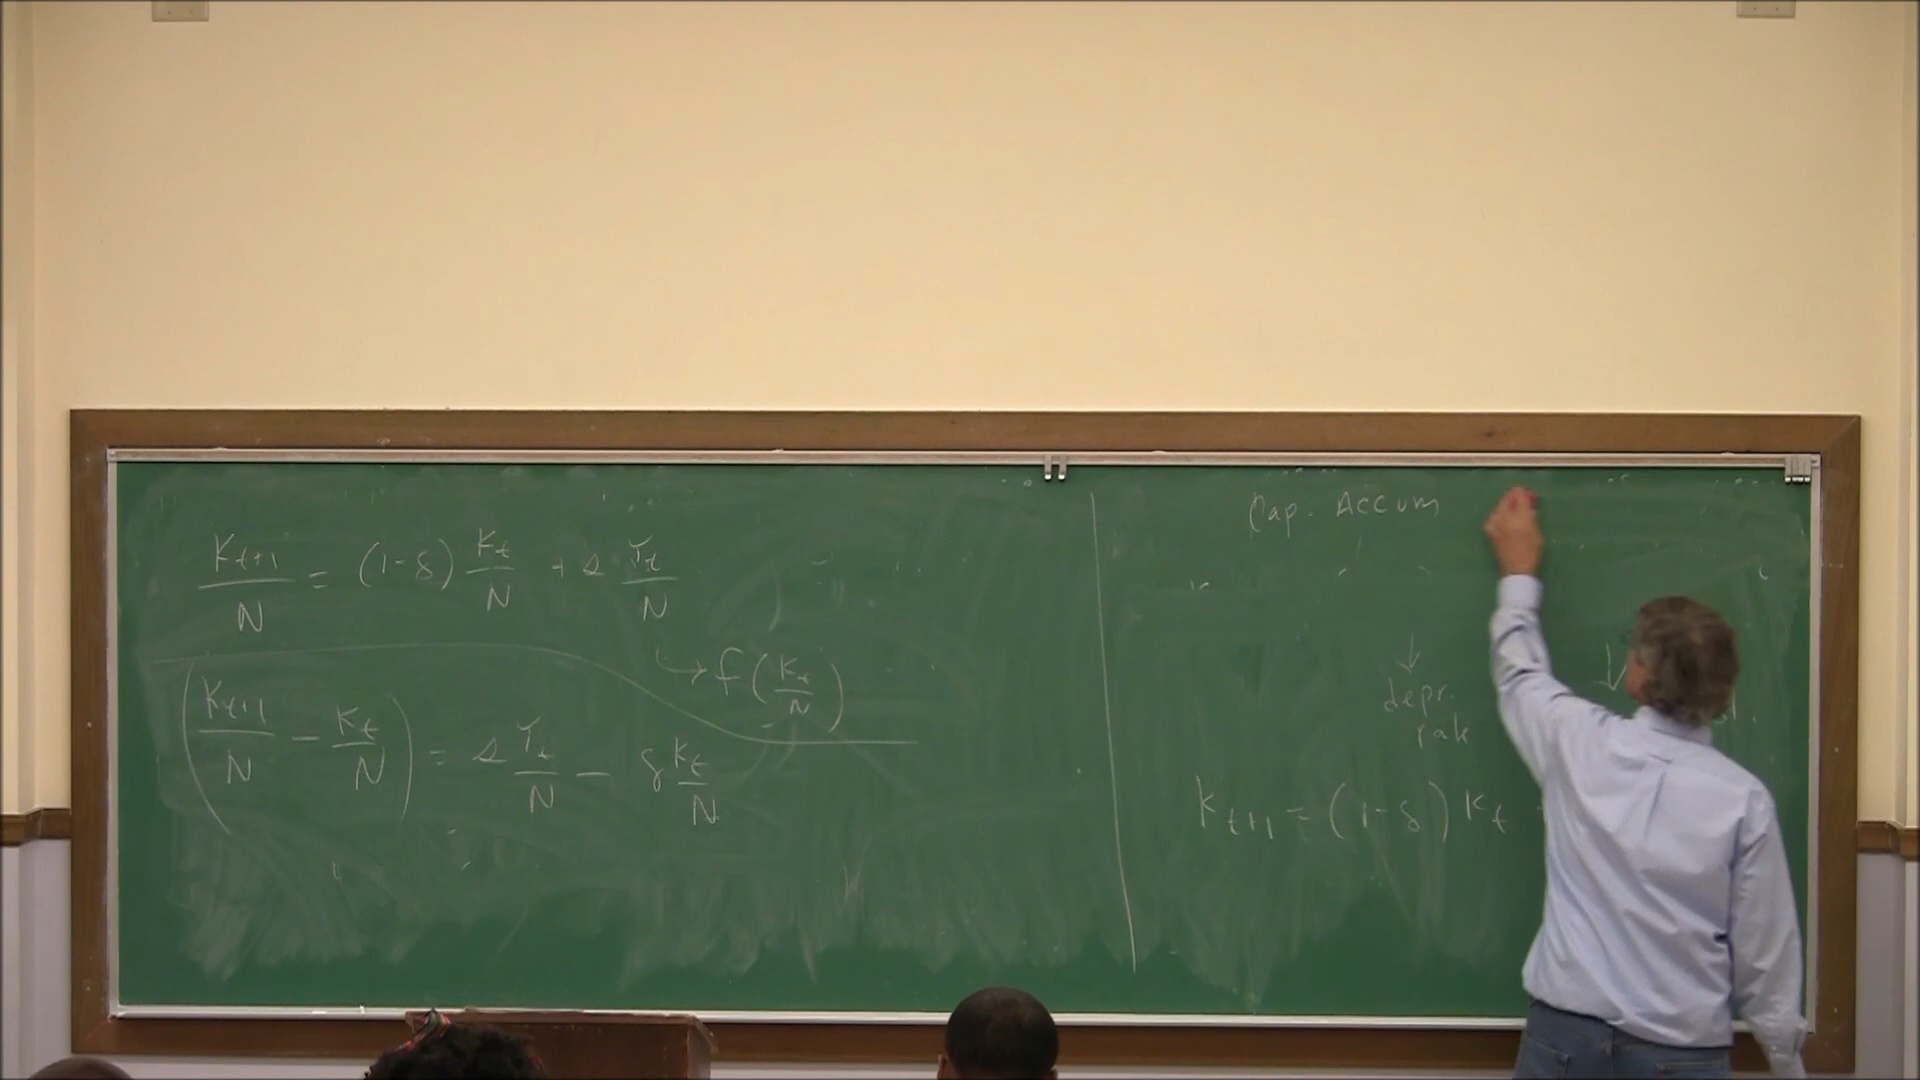 K_{t+1}/N = (1-δ) K_t/N + s Y_t/N
→ f(K_t/N)
(K_{t+1}/N - K_t/N) = s Y_t/N - δ K_t/N
Cap. Accum
↓ ↓
depr.
rate
K_{t+1} = (1-δ) K_t